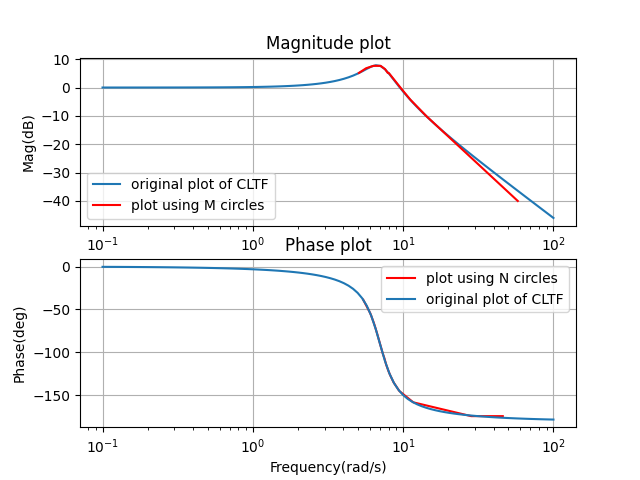 Magnitude plot
Mag(dB)
10
0
−10
−20
−30
−40
original plot of CLTF
plot using M circles
10⁻¹
10⁰
10¹
10²
Phase plot
Phase(deg)
0
−50
−100
−150
plot using N circles
original plot of CLTF
10⁻¹
10⁰
10¹
10²
Frequency(rad/s)